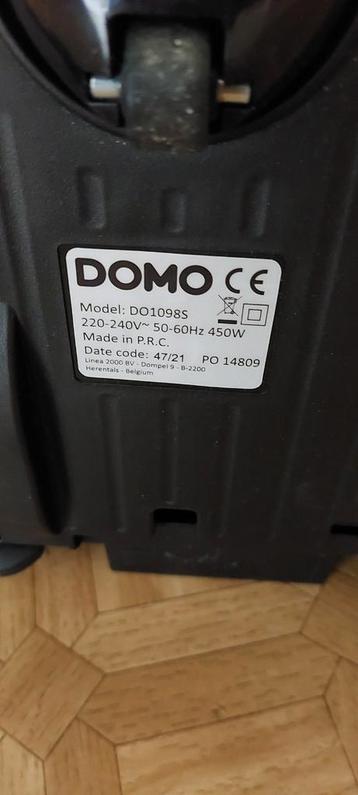 DOMO CE
Model: DO1098S
220-240V~ 50-60Hz 450W
Made in P.R.C.
Date code: 47/21 PO 14809
Linea 2000 BV - Dompel 9 - B-2200
Herentals - Belgium